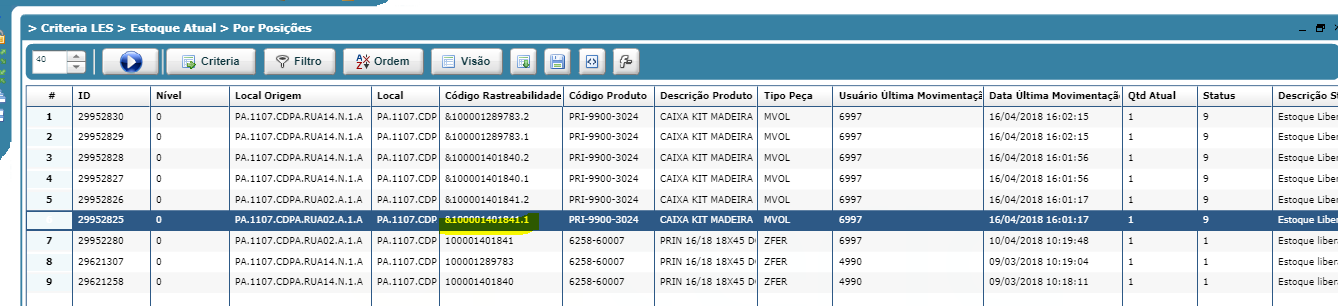 > Criteria LES > Estoque Atual > Por Posições
40 Criteria Filtro Ordem Visão
# ID Nível Local Origem Local Código Rastreabilidade Código Produto Descrição Produto Tipo Peça Usuário Última Movimentaçã Data Última Movimentação Qtd Atual Status Descrição St
1 29952830 0 PA.1107.CDPA.RUA14.N.1.A PA.1107.CDP &100001289783.2 PRI-9900-3024 CAIXA KIT MADEIRA MVOL 6997 16/04/2018 16:02:15 1 9 Estoque Liber
2 29952829 0 PA.1107.CDPA.RUA14.N.1.A PA.1107.CDP &100001289783.1 PRI-9900-3024 CAIXA KIT MADEIRA MVOL 6997 16/04/2018 16:02:15 1 9 Estoque Liber
3 29952828 0 PA.1107.CDPA.RUA14.N.1.A PA.1107.CDP &100001401840.2 PRI-9900-3024 CAIXA KIT MADEIRA MVOL 6997 16/04/2018 16:01:56 1 9 Estoque Liber
4 29952827 0 PA.1107.CDPA.RUA14.N.1.A PA.1107.CDP &100001401840.1 PRI-9900-3024 CAIXA KIT MADEIRA MVOL 6997 16/04/2018 16:01:56 1 9 Estoque Liber
5 29952826 0 PA.1107.CDPA.RUA02.A.1.A PA.1107.CDP &100001401841.2 PRI-9900-3024 CAIXA KIT MADEIRA MVOL 6997 16/04/2018 16:01:17 1 9 Estoque Liber
6 29952825 0 PA.1107.CDPA.RUA02.A.1.A PA.1107.CDP &100001401841.1 PRI-9900-3024 CAIXA KIT MADEIRA MVOL 6997 16/04/2018 16:01:17 1 9 Estoque Liber
7 29952280 0 PA.1107.CDPA.RUA02.A.1.A PA.1107.CDP 100001401841 6258-60007 PRIN 16/18 18X45 D ZFER 6997 10/04/2018 10:19:48 1 1 Estoque liber
8 29621307 0 PA.1107.CDPA.RUA14.N.1.A PA.1107.CDP 100001289783 6258-60007 PRIN 16/18 18X45 D ZFER 4990 09/03/2018 10:19:04 1 1 Estoque libera
9 29621258 0 PA.1107.CDPA.RUA14.N.1.A PA.1107.CDP 100001401840 6258-60007 PRIN 16/18 18X45 D ZFER 4990 09/03/2018 10:18:11 1 1 Estoque libera